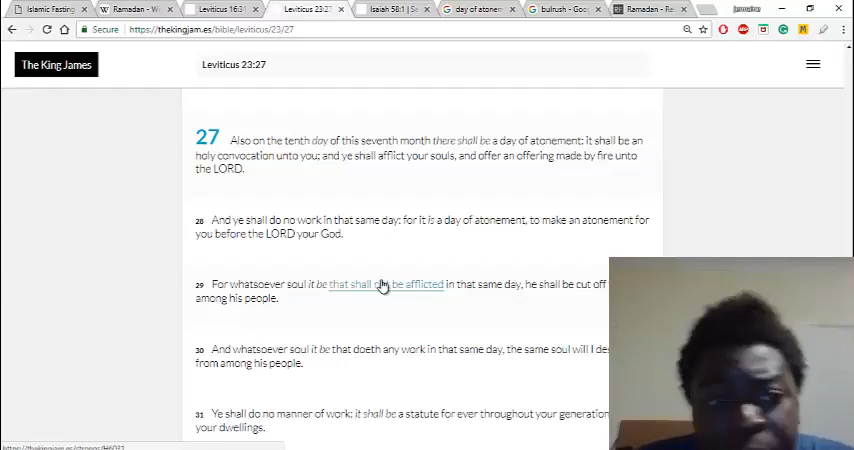 Islamic Fasting
Ramadan - W
Leviticus 16:31
Leviticus 23:27
Isaiah 58:1 | Se
day of atonem
bulrush - Goo
Ramadan - Re
Secure
https://thekingjam.es/bible/leviticus/23/27
The King James
Leviticus 23:27
27 Also on the tenth day of this seventh month there shall be a day of atonement: it shall be an
holy convocation unto you; and ye shall afflict your souls, and offer an offering made by fire unto
the LORD.
28 And ye shall do no work in that same day: for it is a day of atonement, to make an atonement for
you before the LORD your God.
29 For whatsoever soul it be that shall not be afflicted in that same day, he shall be cut off
among his people.
30 And whatsoever soul it be that doeth any work in that same day, the same soul will I des
from among his people.
31 Ye shall do no manner of work: it shall be a statute for ever throughout your generation
your dwellings.
https://thekingjam.es/strongs/H6031